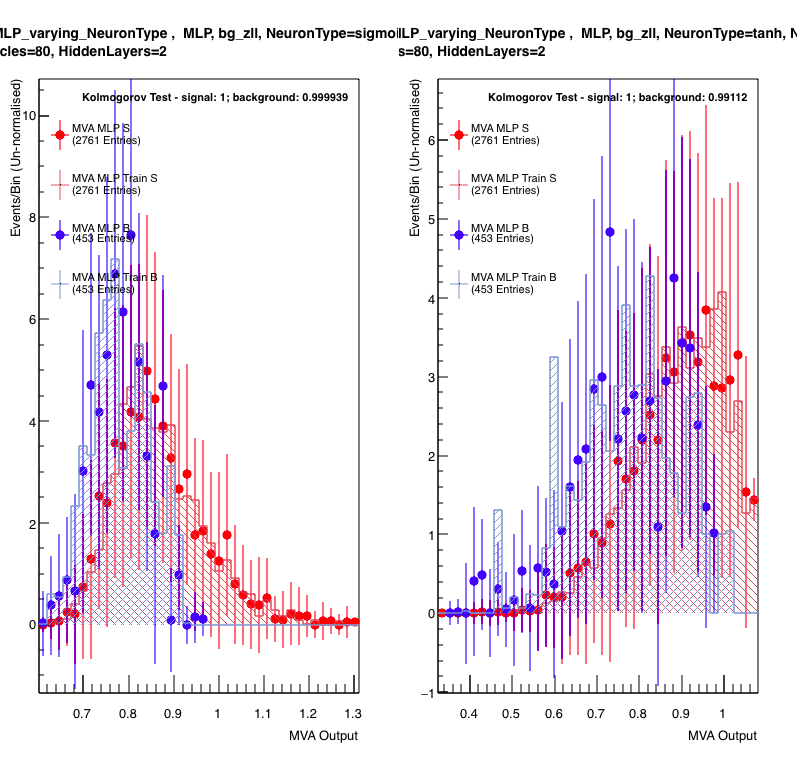 MLP_varying_NeuronType , MLP, bg_zll, NeuronType=sigmoi
cles=80, HiddenLayers=2
Kolmogorov Test - signal: 1; background: 0.999939
Events/Bin (Un-normalised)
MVA MLP S
(2761 Entries)
MVA MLP Train S
(2761 Entries)
MVA MLP B
(453 Entries)
MVA MLP Train B
(453 Entries)
10
8
6
4
2
0
0.7 0.8 0.9 1 1.1 1.2 1.3
MVA Output
MLP_varying_NeuronType , MLP, bg_zll, NeuronType=tanh, N
s=80, HiddenLayers=2
Kolmogorov Test - signal: 1; background: 0.99112
Events/Bin (Un-normalised)
MVA MLP S
(2761 Entries)
MVA MLP Train S
(2761 Entries)
MVA MLP B
(453 Entries)
MVA MLP Train B
(453 Entries)
6
5
4
3
2
1
0
−1
0.4 0.5 0.6 0.7 0.8 0.9 1
MVA Output